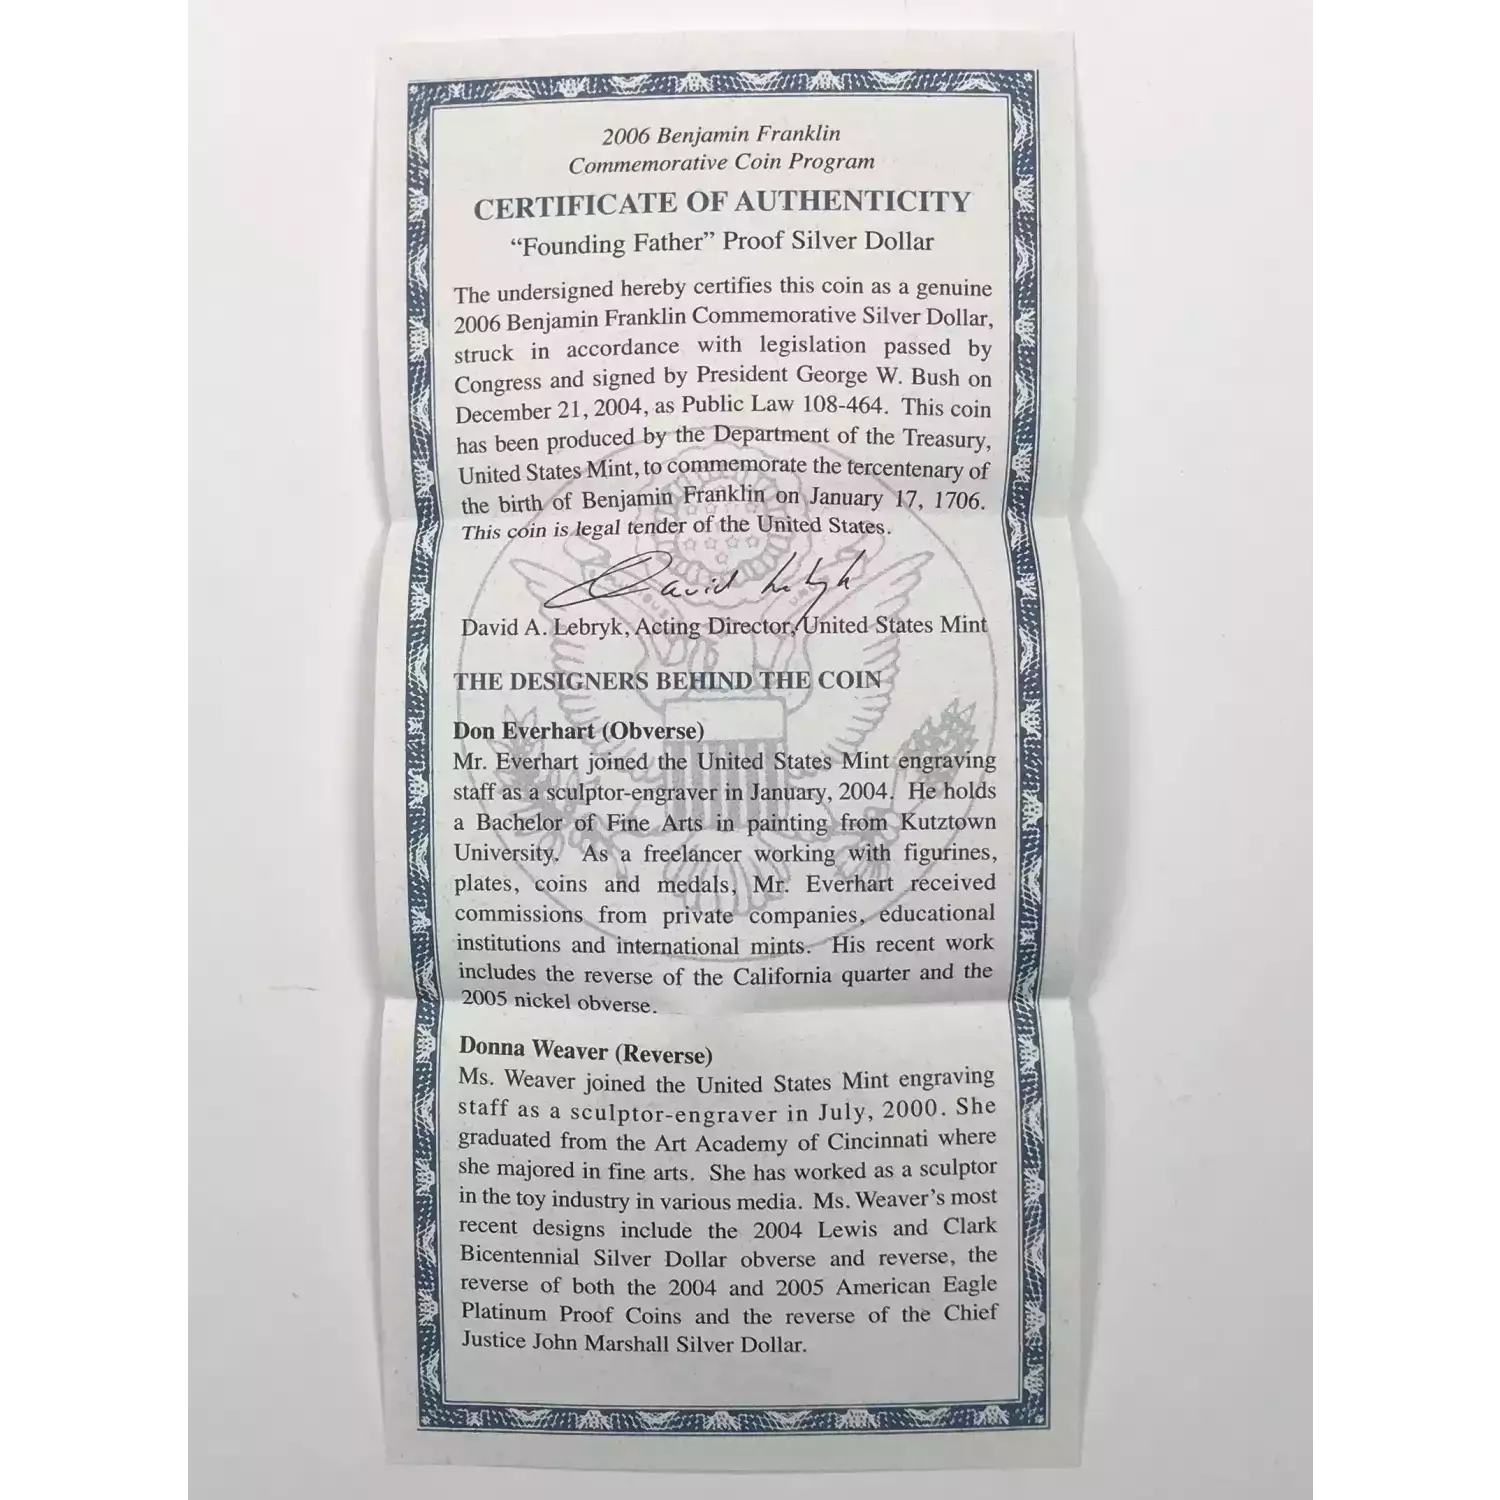 2006 Benjamin Franklin
Commemorative Coin Program
CERTIFICATE OF AUTHENTICITY
“Founding Father” Proof Silver Dollar
The undersigned hereby certifies this coin as a genuine
2006 Benjamin Franklin Commemorative Silver Dollar,
struck in accordance with legislation passed by
Congress and signed by President George W. Bush on
December 21, 2004, as Public Law 108-464. This coin
has been produced by the Department of the Treasury,
United States Mint, to commemorate the tercentenary of
the birth of Benjamin Franklin on January 17, 1706.
This coin is legal tender of the United States.
David Lebryk
David A. Lebryk, Acting Director, United States Mint
THE DESIGNERS BEHIND THE COIN
Don Everhart (Obverse)
Mr. Everhart joined the United States Mint engraving
staff as a sculptor-engraver in January, 2004. He holds
a Bachelor of Fine Arts in painting from Kutztown
University. As a freelancer working with figurines,
plates, coins and medals, Mr. Everhart received
commissions from private companies, educational
institutions and international mints. His recent work
includes the reverse of the California quarter and the
2005 nickel obverse.
Donna Weaver (Reverse)
Ms. Weaver joined the United States Mint engraving
staff as a sculptor-engraver in July, 2000. She
graduated from the Art Academy of Cincinnati where
she majored in fine arts. She has worked as a sculptor
in the toy industry in various media. Ms. Weaver’s most
recent designs include the 2004 Lewis and Clark
Bicentennial Silver Dollar obverse and reverse, the
reverse of both the 2004 and 2005 American Eagle
Platinum Proof Coins and the reverse of the Chief
Justice John Marshall Silver Dollar.